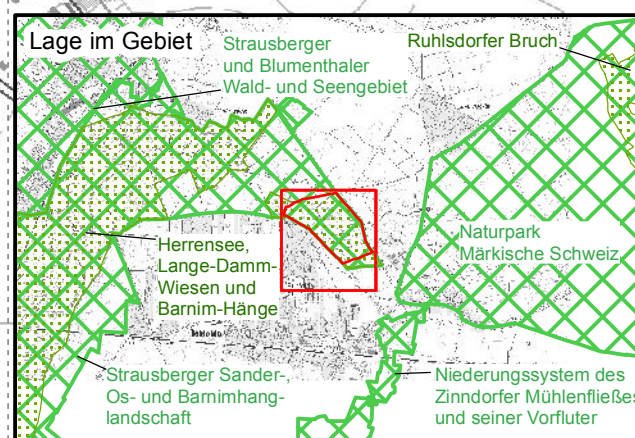 Lage im Gebiet
Strausberger
und Blumenthaler
Wald- und Seengebiet
Ruhlsdorfer Bruch
Naturpark
Märkische Schweiz
Herrensee,
Lange-Damm-
Wiesen und
Barnim-Hänge
Strausberger Sander-,
Os- und Barnimhang-
landschaft
Niederungssystem des
Zinndorfer Mühlenfließes
und seiner Vorfluter